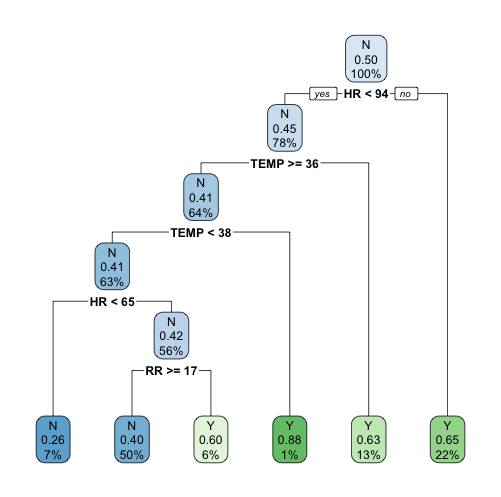 N
0.50
100%
yes HR < 94 no
N
0.45
78%
TEMP >= 36
N
0.41
64%
TEMP < 38
N
0.41
63%
HR < 65
N
0.42
56%
RR >= 17
N
0.26
7%
N
0.40
50%
Y
0.60
6%
Y
0.88
1%
Y
0.63
13%
Y
0.65
22%